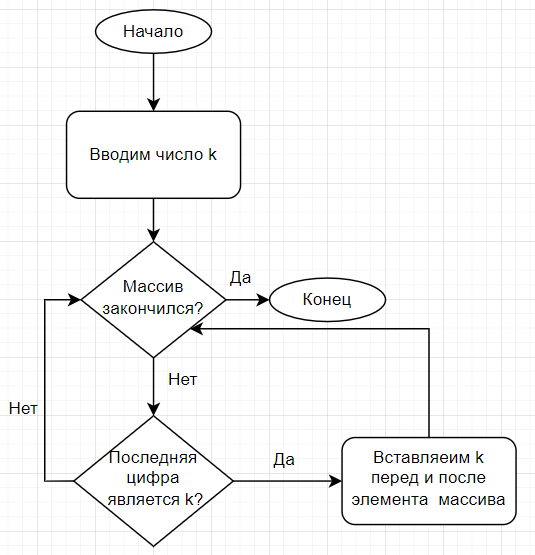 Начало
Вводим число k
Массив
закончился?
Да
Конец
Нет
Нет
Последняя
цифра
является k?
Да
Вставляеим k
перед и после
элемента массива